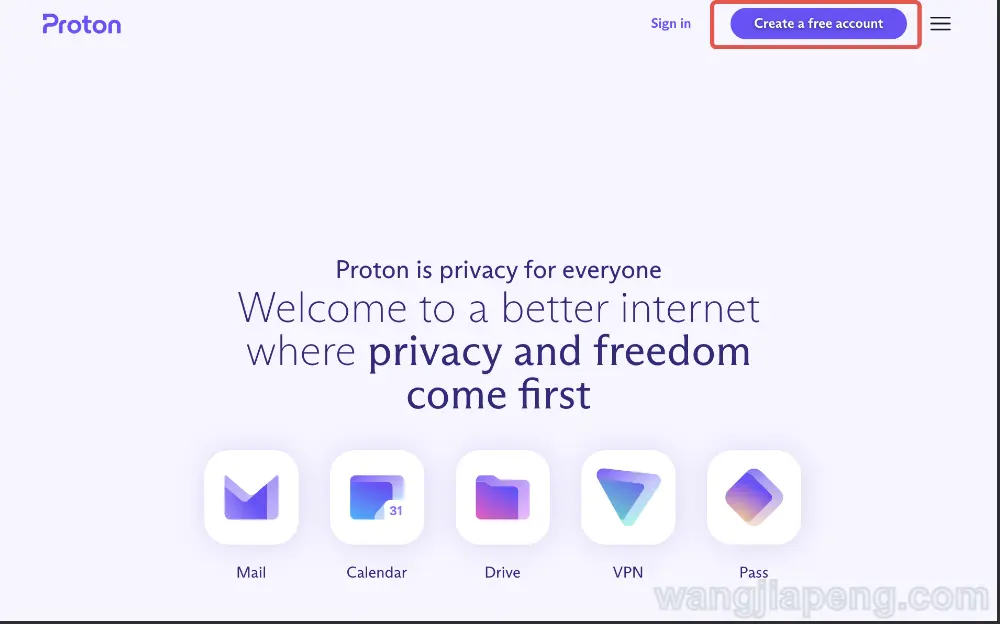 Proton
Sign in
Create a free account
Proton is privacy for everyone
Welcome to a better internet
where privacy and freedom
come first
31
Mail
Calendar
Drive
VPN
Pass
wangjiapeng.com